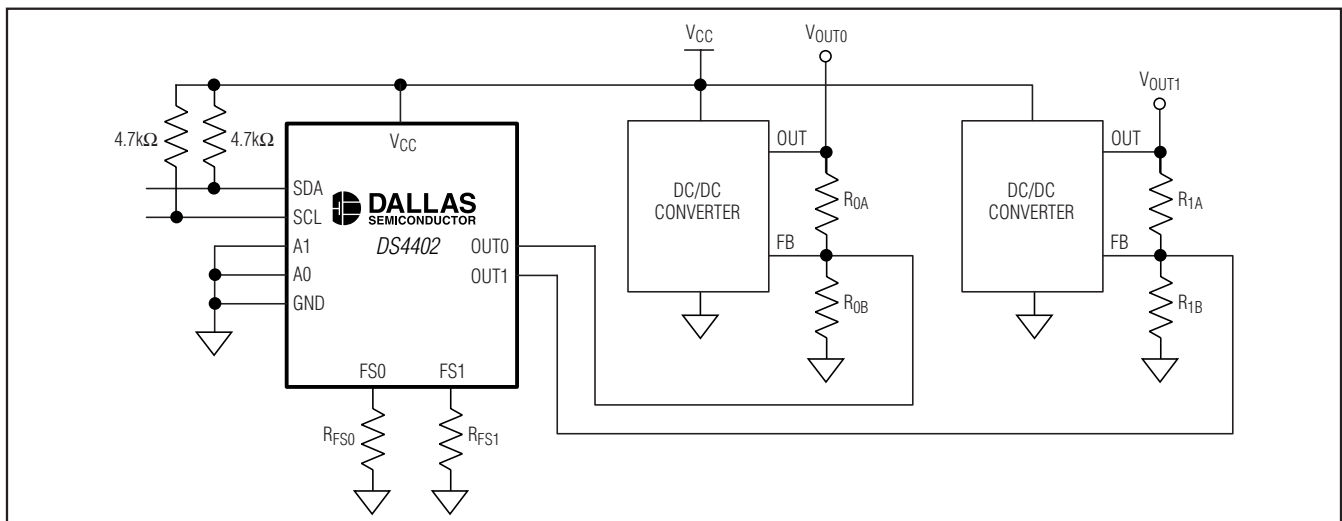 VCC
VOUT0
VOUT1
4.7kΩ
4.7kΩ
VCC
SDA
SCL
A1
A0
GND
DALLAS
SEMICONDUCTOR
DS4402
OUT0
OUT1
FS0
FS1
RFS0
RFS1
DC/DC
CONVERTER
OUT
FB
R0A
R0B
DC/DC
CONVERTER
OUT
FB
R1A
R1B